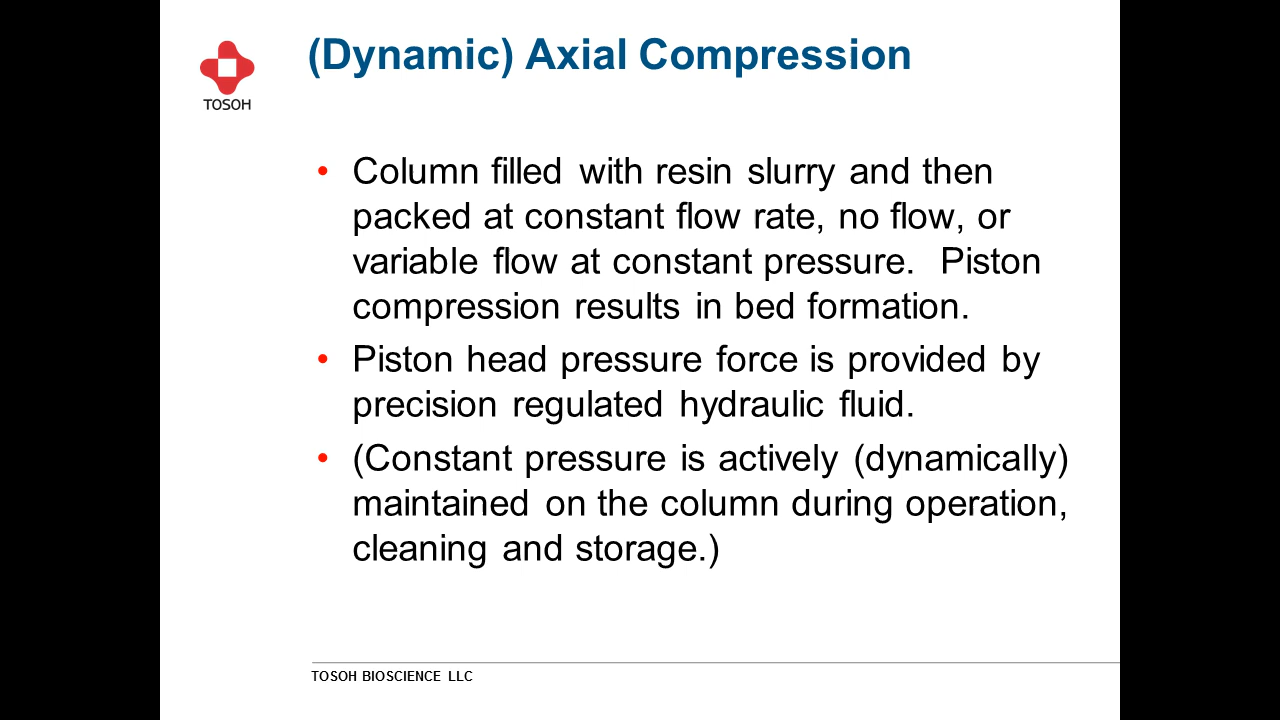 (Dynamic) Axial Compression
TOSOH
• Column filled with resin slurry and then
packed at constant flow rate, no flow, or
variable flow at constant pressure.  Piston
compression results in bed formation.
• Piston head pressure force is provided by
precision regulated hydraulic fluid.
• (Constant pressure is actively (dynamically)
maintained on the column during operation,
cleaning and storage.)
TOSOH BIOSCIENCE LLC